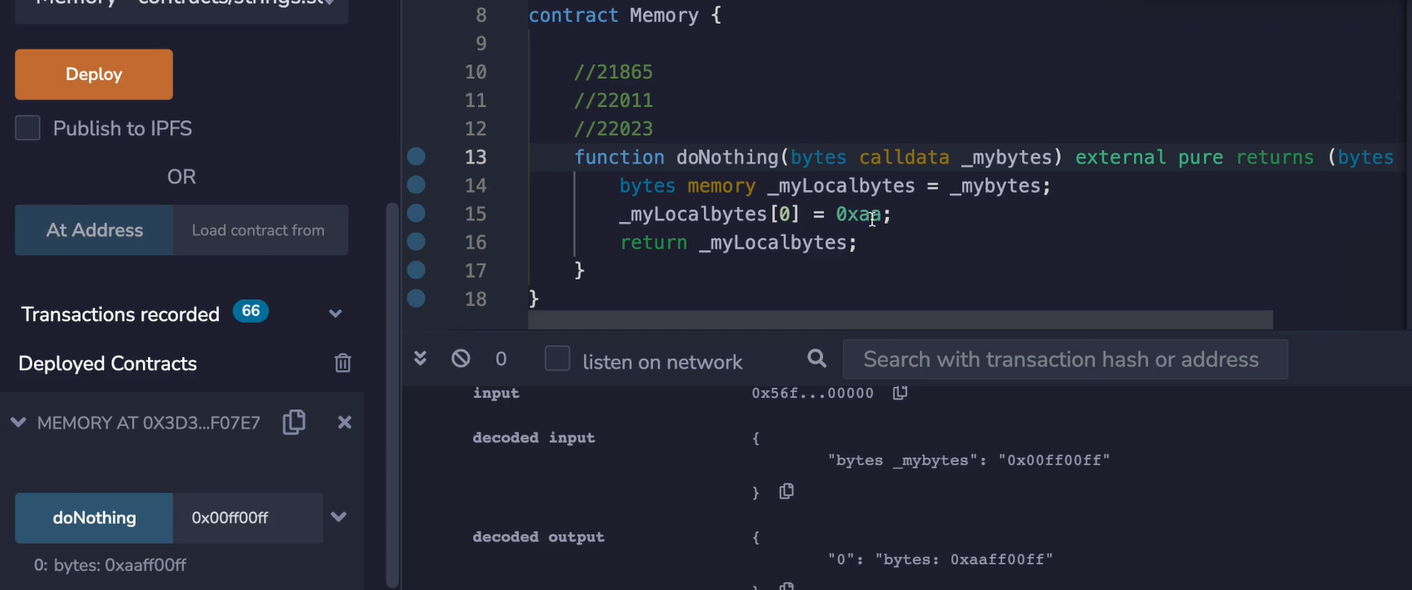 Memory - contracts/strings.s
Deploy
Publish to IPFS
OR
At Address
Load contract from
Transactions recorded 66
Deployed Contracts
MEMORY AT 0X3D3...F07E7
doNothing
0x00ff00ff
0: bytes: 0xaaff00ff
8 contract Memory {
9
10 //21865
11 //22011
12 //22023
13 function doNothing(bytes calldata _mybytes) external pure returns (bytes
14 bytes memory _myLocalbytes = _mybytes;
15 _myLocalbytes[0] = 0xaa;
16 return _myLocalbytes;
17 }
18 }
0 listen on network Search with transaction hash or address
input 0x56f...00000
decoded input {
"bytes _mybytes": "0x00ff00ff"
}
decoded output {
"0": "bytes: 0xaaff00ff"
}